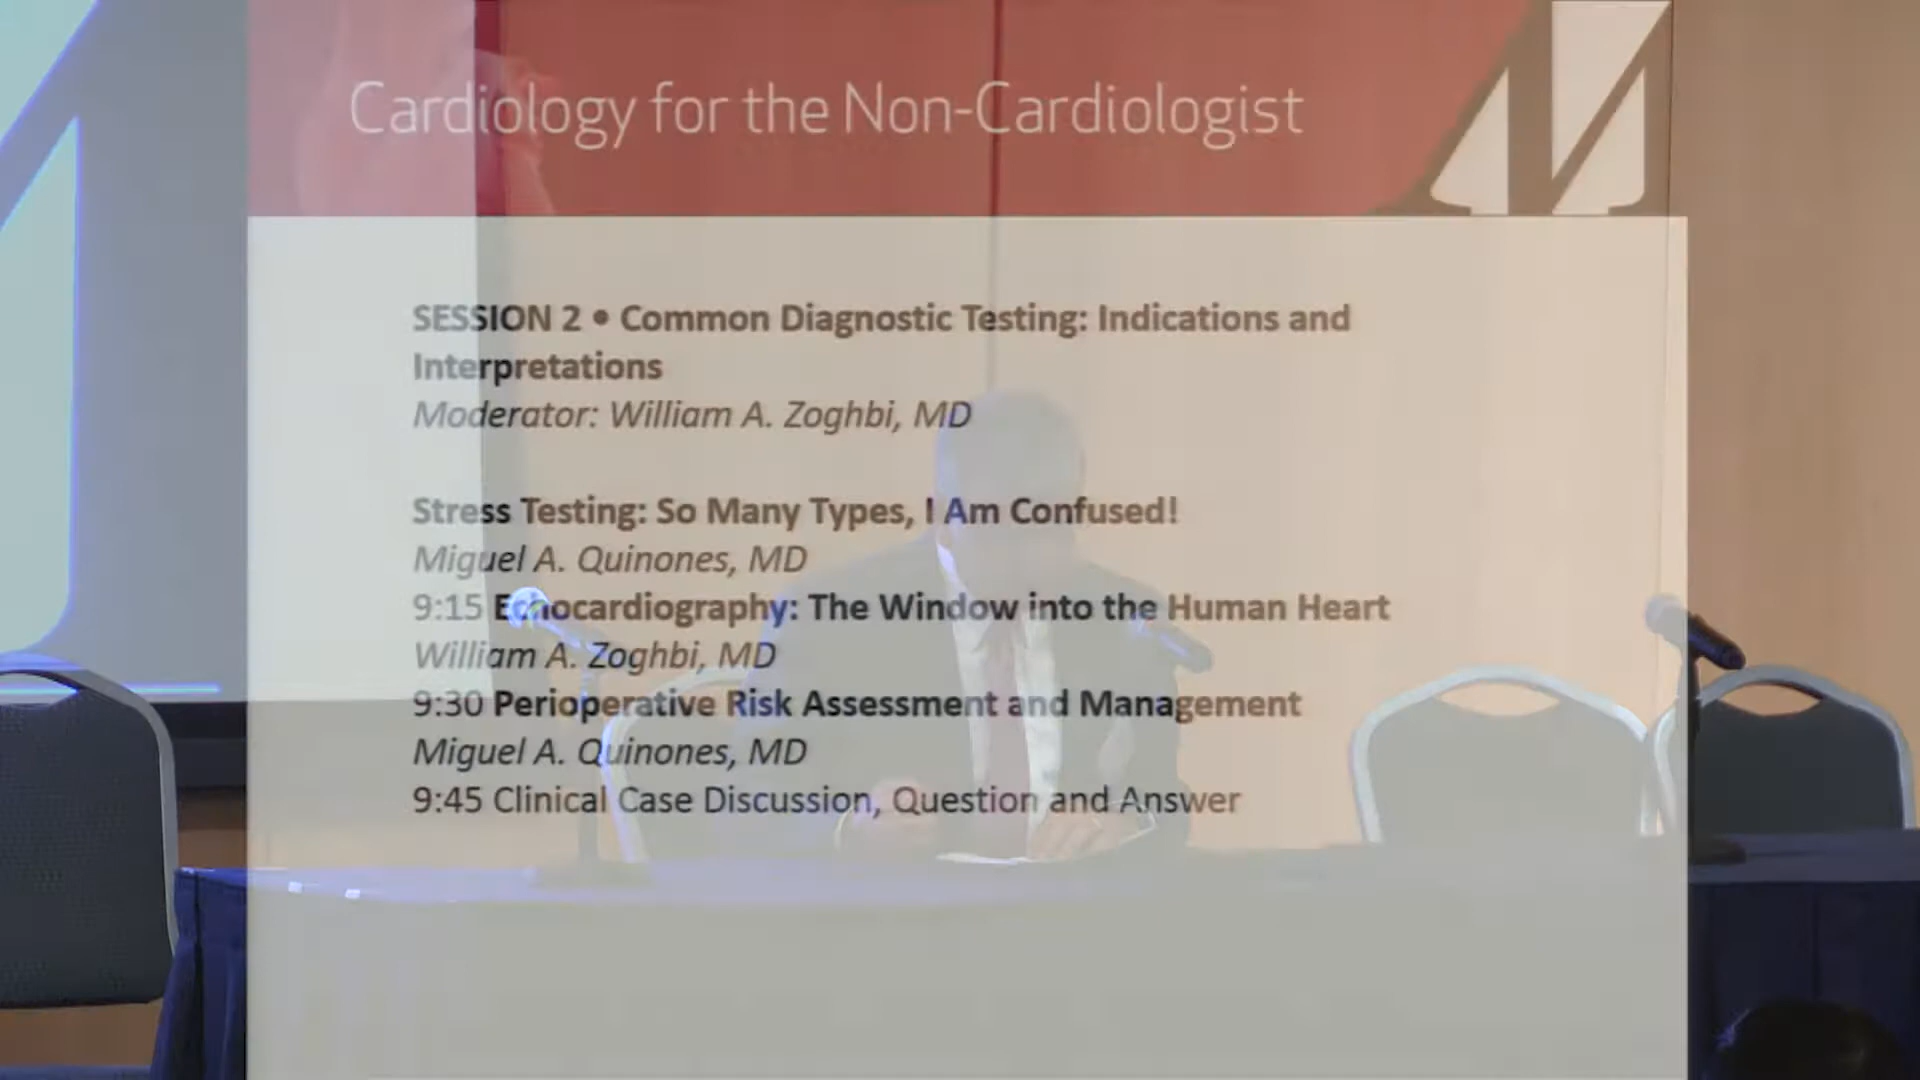 Cardiology for the Non-Cardiologist
SESSION 2 • Common Diagnostic Testing: Indications and
Interpretations
Moderator: William A. Zoghbi, MD
Stress Testing: So Many Types, I Am Confused!
Miguel A. Quinones, MD
9:15 Echocardiography: The Window into the Human Heart
William A. Zoghbi, MD
9:30 Perioperative Risk Assessment and Management
Miguel A. Quinones, MD
9:45 Clinical Case Discussion, Question and Answer